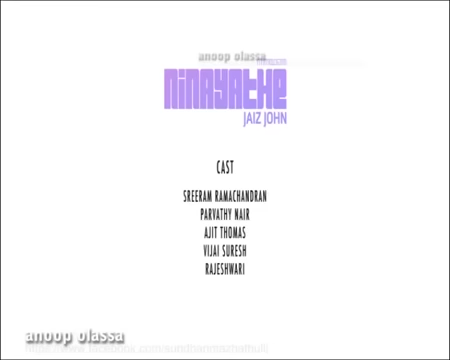 anoop olassa
NINAYATHE
JAIZ JOHN
CAST
SREERAM RAMACHANDRAN
PARVATHY NAIR
AJIT THOMAS
VIJAI SURESH
RAJESHWARI
anoop olassa